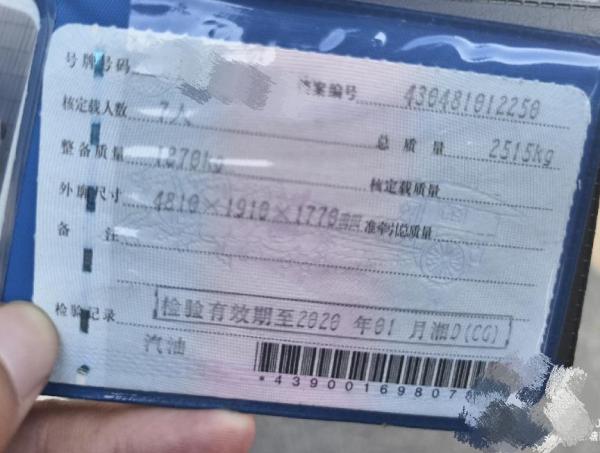 号牌号码
档案编号 430481012250
核定载人数 7人
总质量 2515kg
整备质量
核定载质量
外廓尺寸 4810×1910×1770mm 准牵引总质量
备注
检验记录 检验有效期至2020年01月湘D(CG)
汽油
*4390016980